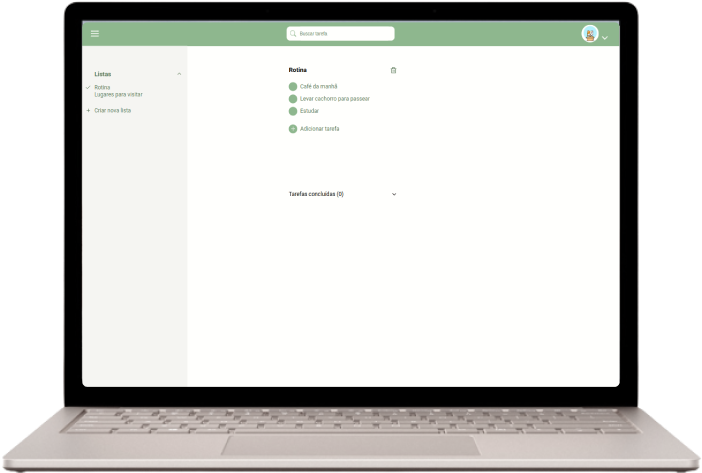 Buscar tarefa
Listas
Rotina
Lugares para visitar
+ Criar nova lista
Rotina
Café da manhã
Levar cachorro para passear
Estudar
Adicionar tarefa
Tarefas concluídas (0)